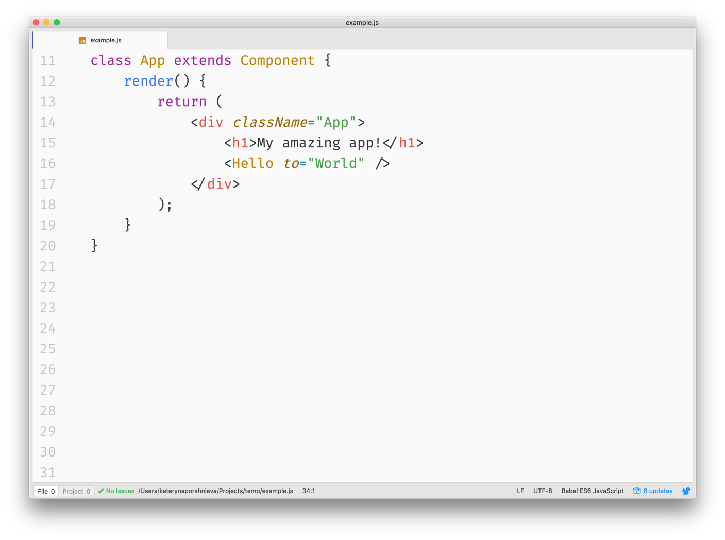 example.js
example.js
11 class App extends Component {
12 render() {
13 return (
14 <div className="App">
15 <h1>My amazing app!</h1>
16 <Hello to="World" />
17 </div>
18 );
19 }
20 }
21
22
23
24
25
26
27
28
29
30
31
File 0 Project 0 No Issues /Users/katerynaporshnieva/Projects/temp/example.js 34:1 LF UTF-8 Babel ES6 JavaScript 8 updates